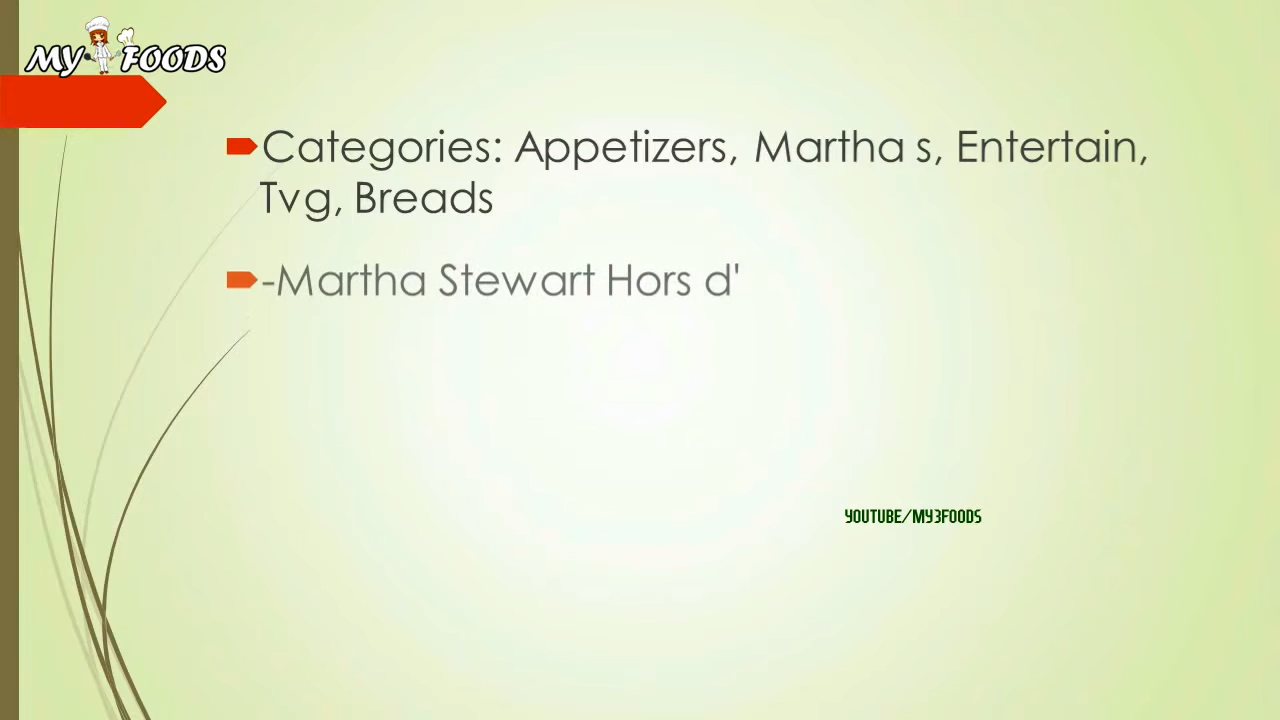 MY FOODS
Categories: Appetizers, Martha s, Entertain,
Tvg, Breads
-Martha Stewart Hors d'
YOUTUBE/MY3FOODS